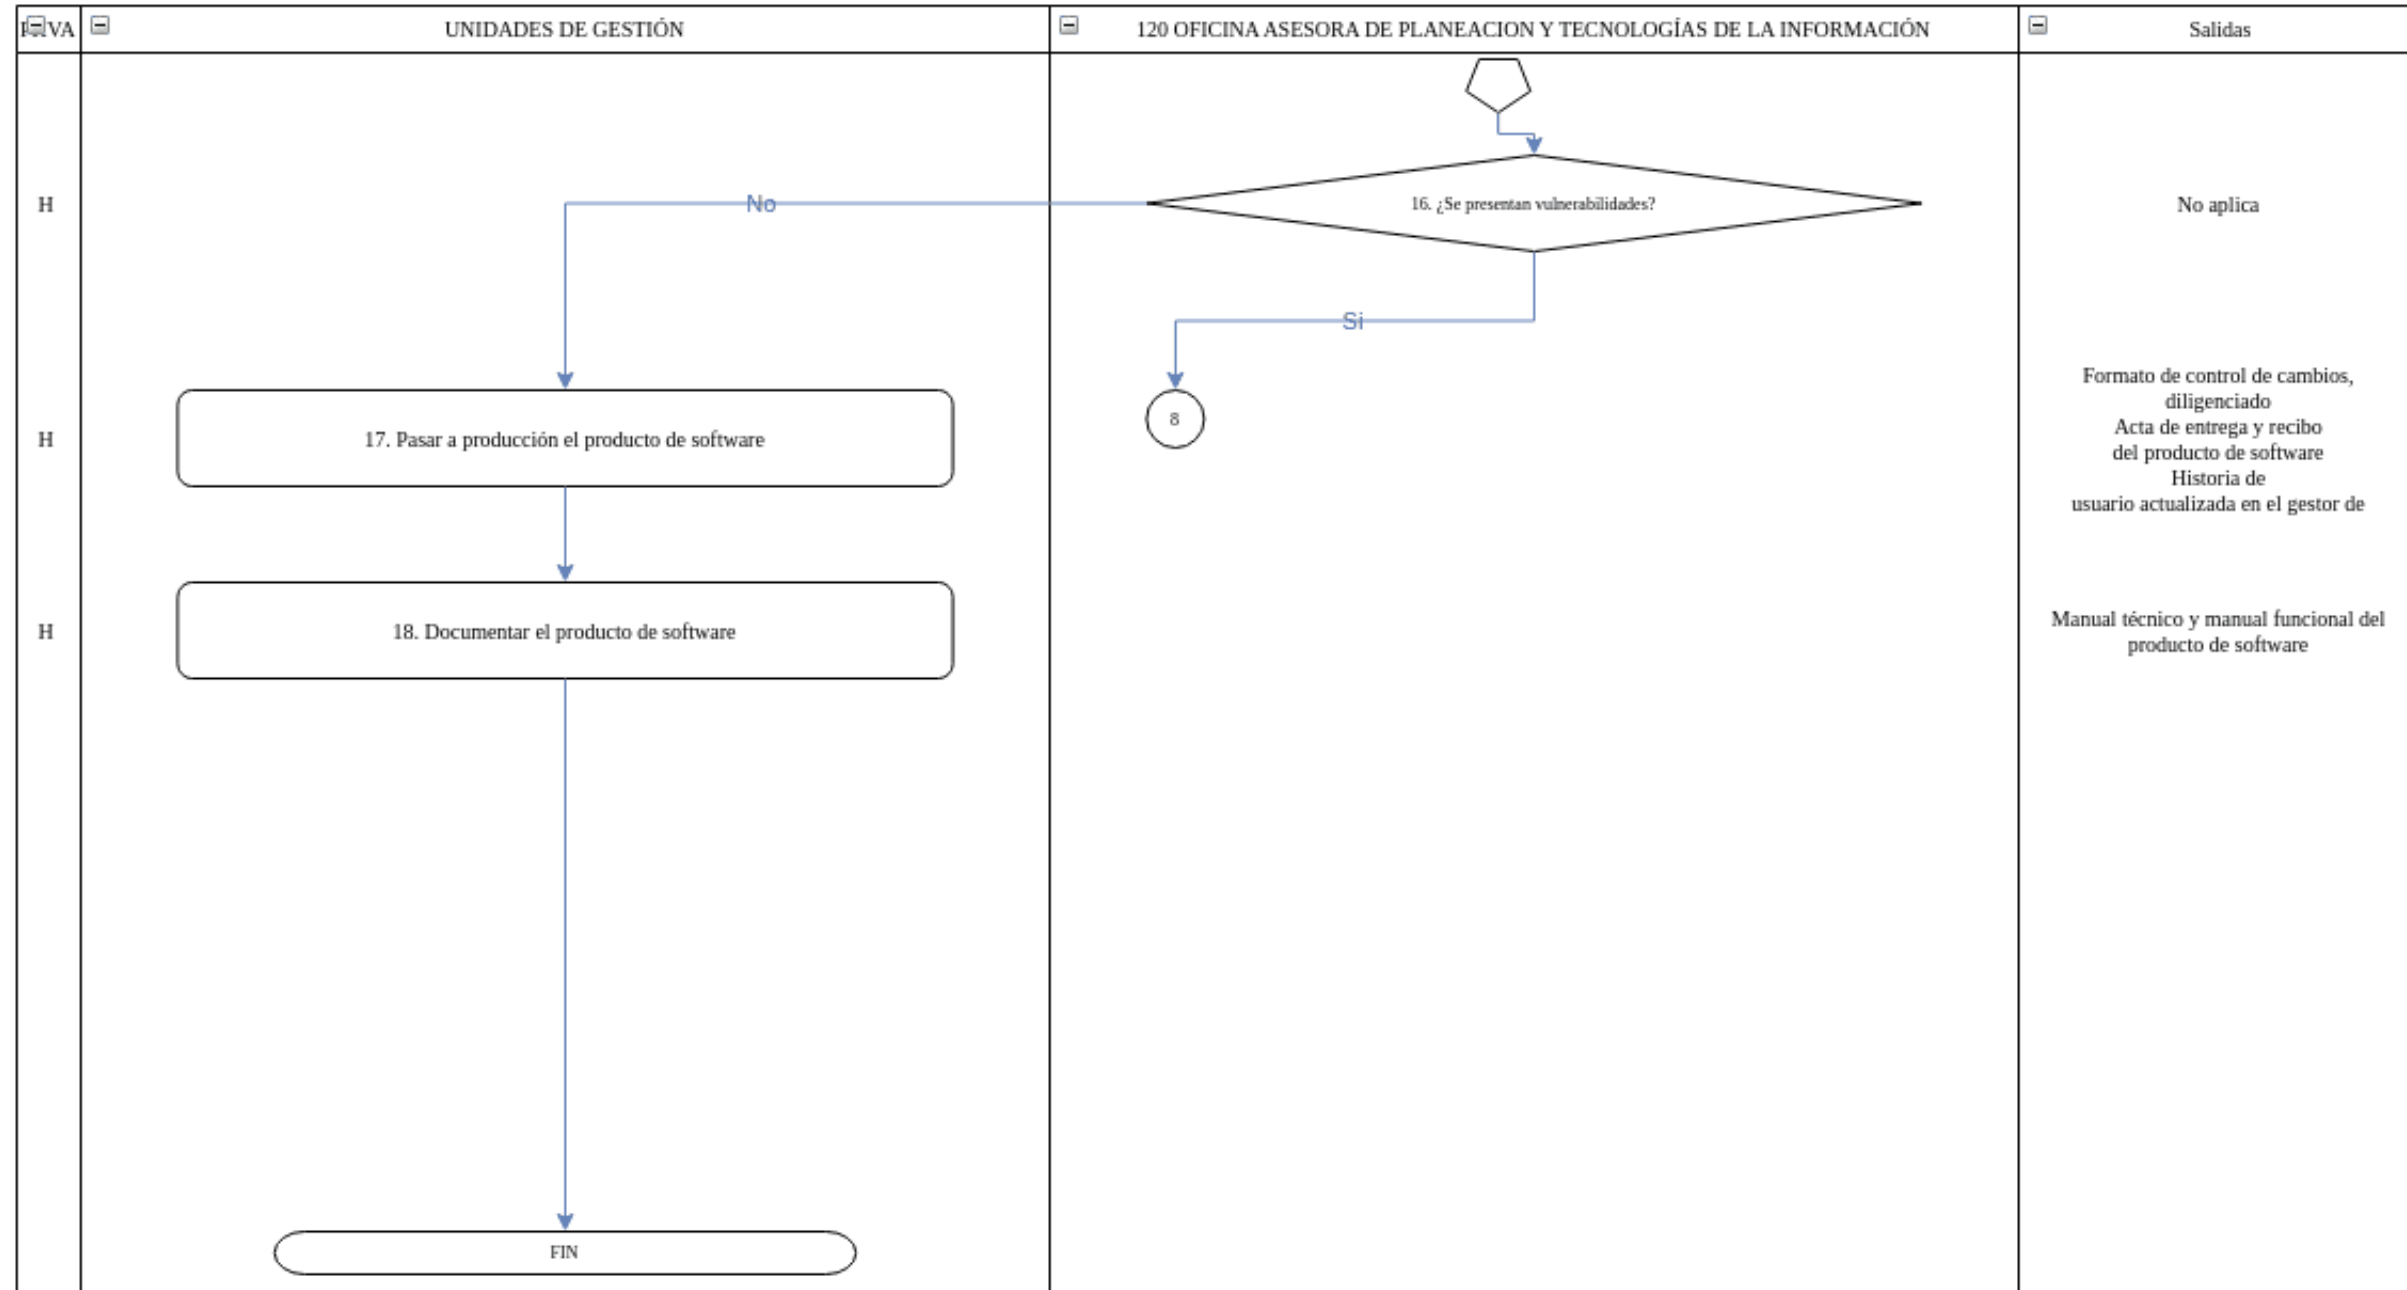 UNIDADES DE GESTIÓN
120 OFICINA ASESORA DE PLANEACION Y TECNOLOGÍAS DE LA INFORMACIÓN
Salidas
H
No
16. ¿Se presentan vulnerabilidades?
No aplica
Si
H
17. Pasar a producción el producto de software
8
Formato de control de cambios,
diligenciado
Acta de entrega y recibo
del producto de software
Historia de
usuario actualizada en el gestor de
H
18. Documentar el producto de software
Manual técnico y manual funcional del
producto de software
FIN